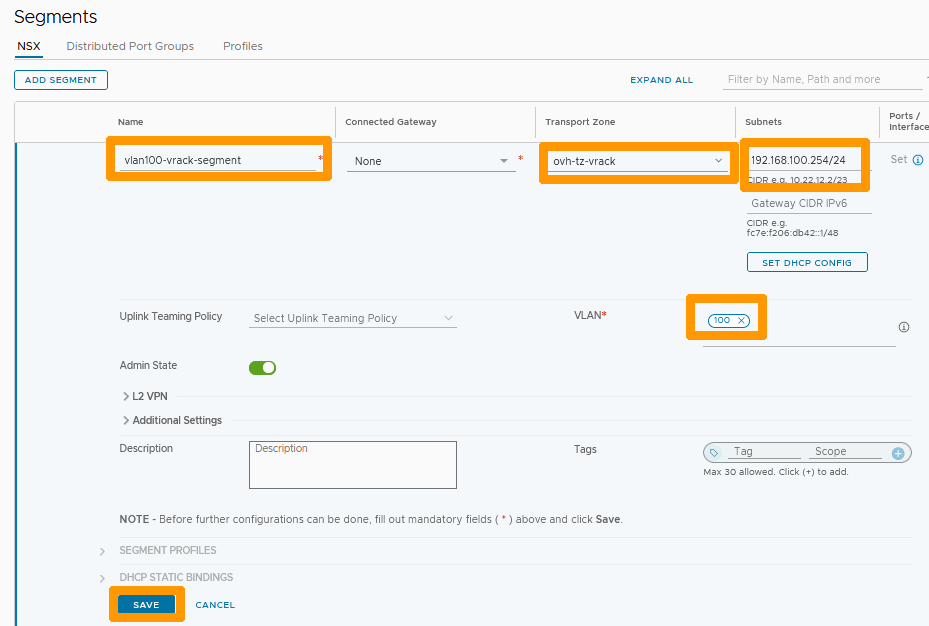 Segments
NSX Distributed Port Groups Profiles
ADD SEGMENT EXPAND ALL Filter by Name, Path and more
Name Connected Gateway Transport Zone Subnets Ports / Interface
vlan100-vrack-segment * None * ovh-tz-vrack 192.168.100.254/24 Set
CIDR e.g. 10.22.12.2/23
Gateway CIDR IPv6
CIDR e.g.
fc7e:f206:db42::1/48
SET DHCP CONFIG
Uplink Teaming Policy Select Uplink Teaming Policy VLAN* 100
Admin State
L2 VPN
Additional Settings
Description Description Tags Tag Scope
Max 30 allowed. Click (+) to add.
NOTE - Before further configurations can be done, fill out mandatory fields ( * ) above and click Save.
SEGMENT PROFILES
DHCP STATIC BINDINGS
SAVE CANCEL